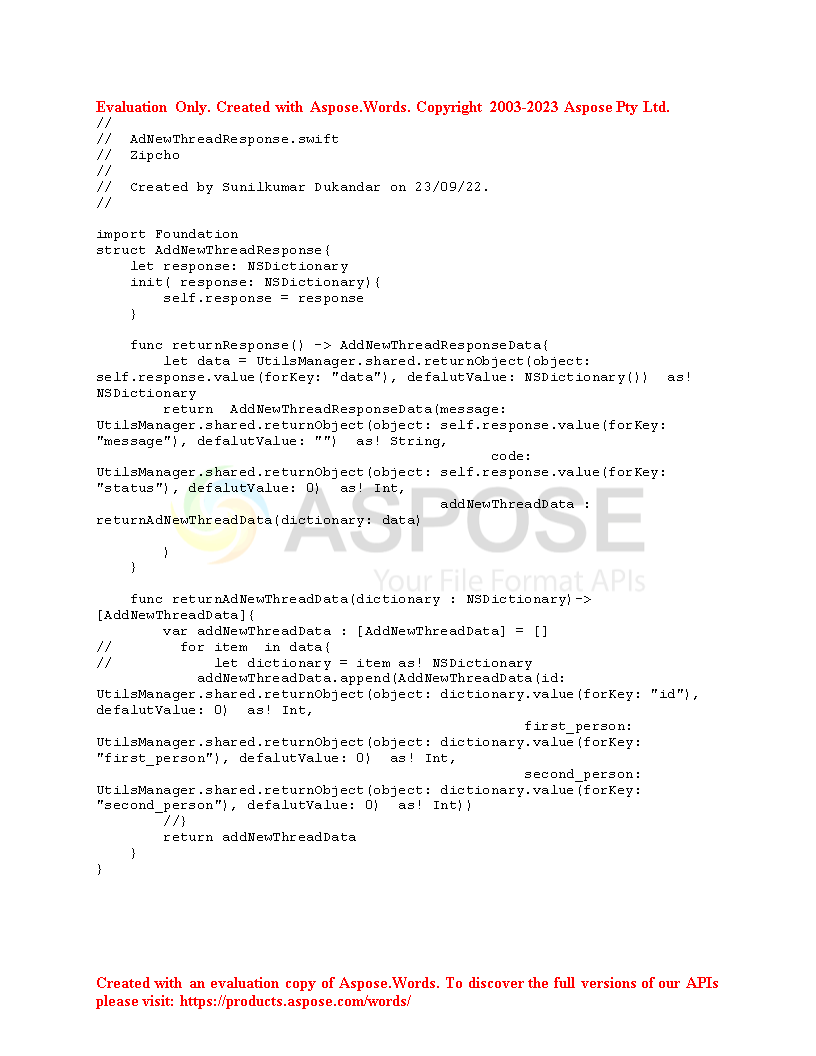 Evaluation Only. Created with Aspose.Words. Copyright 2003-2023 Aspose Pty Ltd.
//
//  AdNewThreadResponse.swift
//  Zipcho
//
//  Created by Sunilkumar Dukandar on 23/09/22.
//

import Foundation
struct AddNewThreadResponse{
    let response: NSDictionary
    init( response: NSDictionary){
        self.response = response
    }

    func returnResponse() -> AddNewThreadResponseData{
        let data = UtilsManager.shared.returnObject(object:
self.response.value(forKey: "data"), defalutValue: NSDictionary())  as!
NSDictionary
        return  AddNewThreadResponseData(message:
UtilsManager.shared.returnObject(object: self.response.value(forKey:
"message"), defalutValue: "")  as! String,
                                               code:
UtilsManager.shared.returnObject(object: self.response.value(forKey:
"status"), defalutValue: 0)  as! Int,
                                         addNewThreadData :
returnAdNewThreadData(dictionary: data)
ASPOSE
        )
    }
Your File Format APIs

    func returnAdNewThreadData(dictionary : NSDictionary)->
[AddNewThreadData]{
        var addNewThreadData : [AddNewThreadData] = []
//        for item  in data{
//            let dictionary = item as! NSDictionary
            addNewThreadData.append(AddNewThreadData(id:
UtilsManager.shared.returnObject(object: dictionary.value(forKey: "id"),
defalutValue: 0)  as! Int,
                                                   first_person:
UtilsManager.shared.returnObject(object: dictionary.value(forKey:
"first_person"), defalutValue: 0)  as! Int,
                                                   second_person:
UtilsManager.shared.returnObject(object: dictionary.value(forKey:
"second_person"), defalutValue: 0)  as! Int))
        //}
        return addNewThreadData
    }
}

Created with an evaluation copy of Aspose.Words. To discover the full versions of our APIs
please visit: https://products.aspose.com/words/